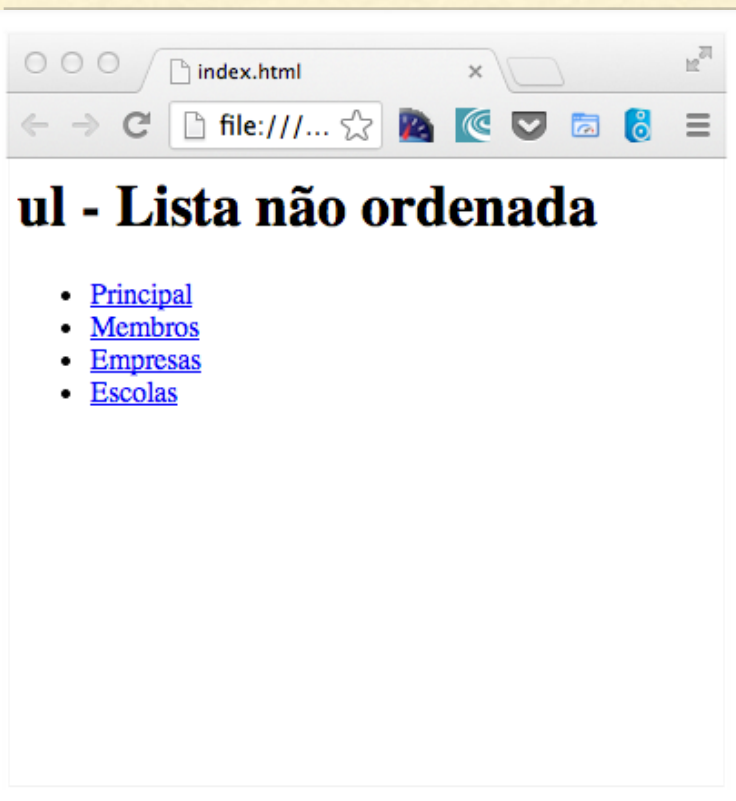 index.html
file:///...
ul - Lista não ordenada
Principal
Membros
Empresas
Escolas